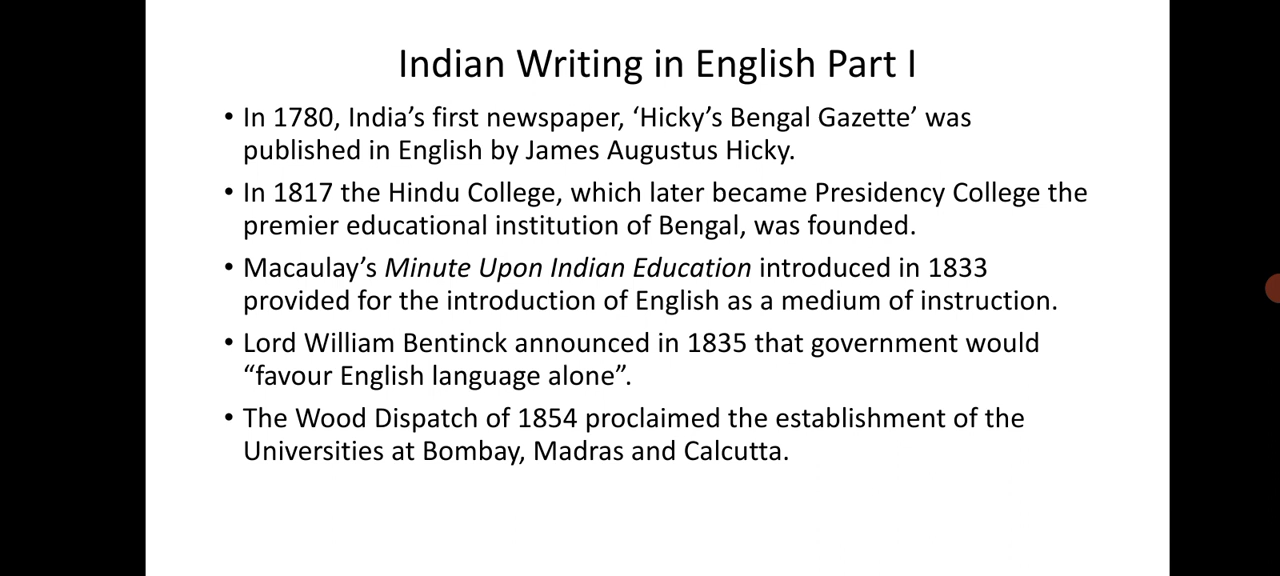 Indian Writing in English Part I
• In 1780, India’s first newspaper, ‘Hicky’s Bengal Gazette’ was
published in English by James Augustus Hicky.
• In 1817 the Hindu College, which later became Presidency College the
premier educational institution of Bengal, was founded.
• Macaulay’s Minute Upon Indian Education introduced in 1833
provided for the introduction of English as a medium of instruction.
• Lord William Bentinck announced in 1835 that government would
“favour English language alone”.
• The Wood Dispatch of 1854 proclaimed the establishment of the
Universities at Bombay, Madras and Calcutta.